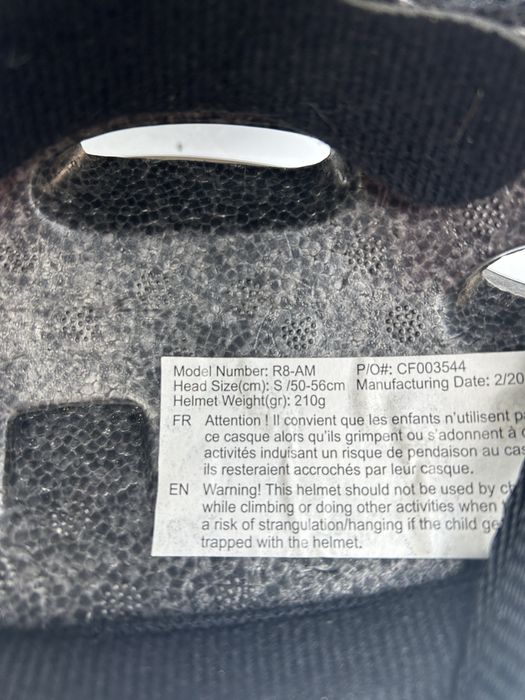 Model Number: R8-AM P/O#: CF003544
Head Size(cm): S /50-56cm Manufacturing Date: 2/20
Helmet Weight(gr): 210g
FR Attention ! Il convient que les enfants n'utilisent
ce casque alors qu'ils grimpent ou s'adonnent à
activités induisant un risque de pendaison au cas
ils resteraient accrochés par leur casque.
EN Warning! This helmet should not be used by
while climbing or doing other activities when
a risk of strangulation/hanging if the child
trapped with the helmet.